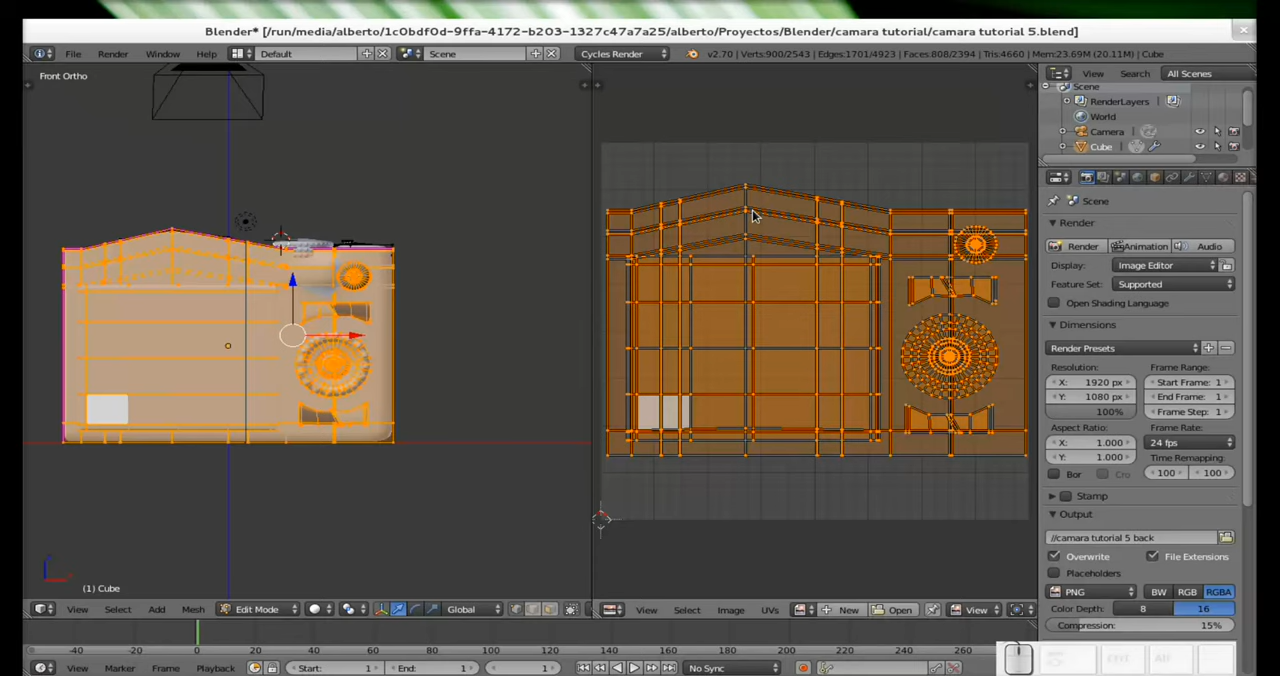 Blender* [/run/media/alberto/1c0bdf0d-9ffa-4172-b203-1327c47a7a25/alberto/Proyectos/Blender/camara tutorial/camara tutorial 5.blend]
File Render Window Help Default Scene Cycles Render v2.70 | Verts:900/2543 | Edges:1701/4923 | Faces:808/2394 | Tris:4660 | Mem:23.69M (20.11M) | Cube
View Search All Scenes
Front Ortho
Scene
RenderLayers
World
Camera
Cube
Scene
Render
Render Animation Audio
Display: Image Editor
Feature Set: Supported
Open Shading Language
Dimensions
Render Presets
Resolution: Frame Range:
X: 1920 px Start Frame: 1
Y: 1080 px End Frame: 1
100% Frame Step: 1
Aspect Ratio: Frame Rate:
X: 1.000 24 fps
Y: 1.000 Time Remapping:
Bor Cro 100 100
Stamp
Output
//camara tutorial 5 back
Overwrite File Extensions
Placeholders
PNG BW RGB RGBA
Color Depth: 8 16
Compression: 15%
(1) Cube
View Select Add Mesh Edit Mode Global
View Select Image UVs New Open View
-40 -20 0 20 40 60 80 100 120 140 160 180 200 220 240 260
View Marker Frame Playback Start: 1 End: 1 1 No Sync
Ctrl Alt